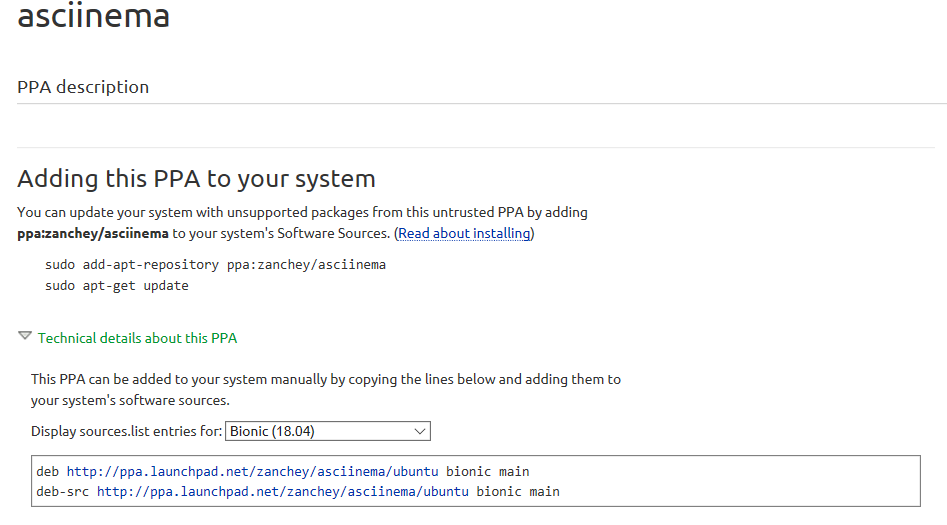 asciinema
PPA description
Adding this PPA to your system
You can update your system with unsupported packages from this untrusted PPA by adding
ppa:zanchey/asciinema to your system's Software Sources. (Read about installing)
sudo add-apt-repository ppa:zanchey/asciinema
sudo apt-get update
Technical details about this PPA
This PPA can be added to your system manually by copying the lines below and adding them to
your system's software sources.
Display sources.list entries for: Bionic (18.04)
deb http://ppa.launchpad.net/zanchey/asciinema/ubuntu bionic main
deb-src http://ppa.launchpad.net/zanchey/asciinema/ubuntu bionic main